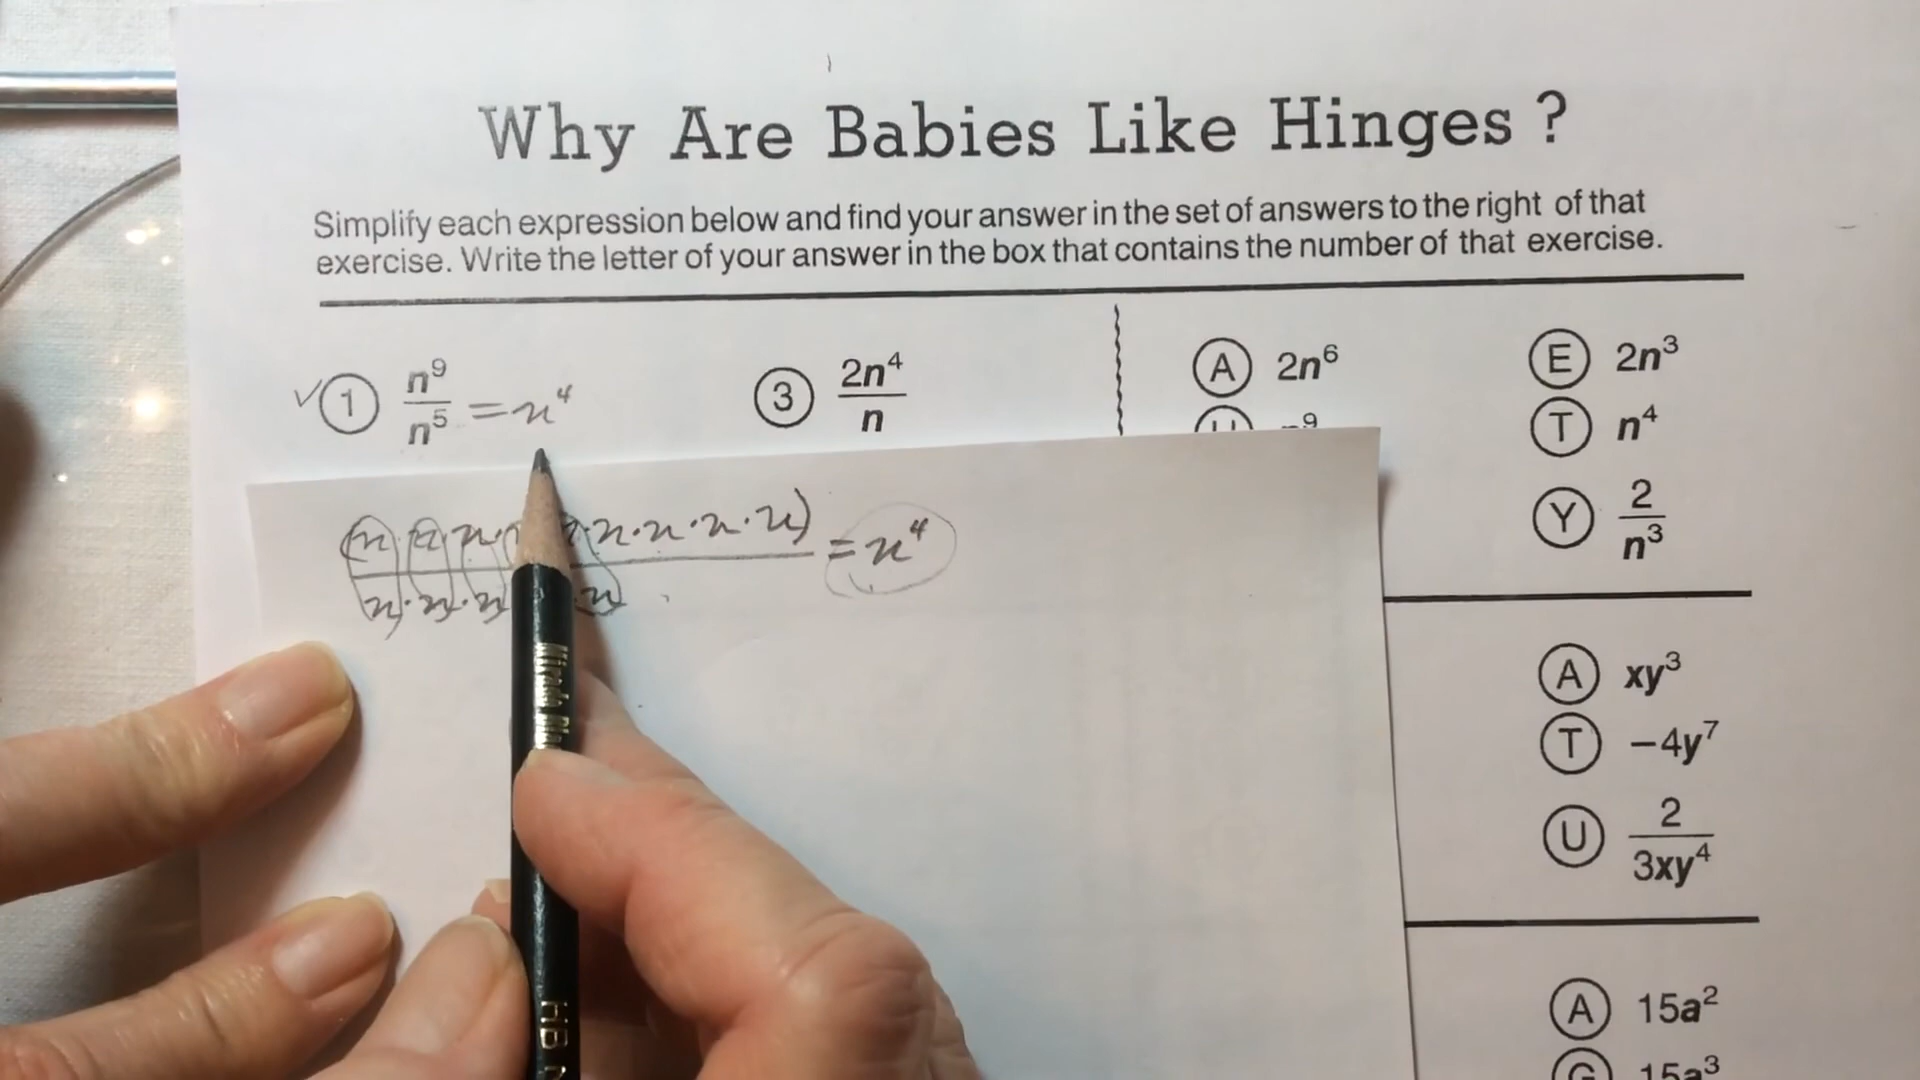 Why Are Babies Like Hinges ?
Simplify each expression below and find your answer in the set of answers to the right of that
exercise. Write the letter of your answer in the box that contains the number of that exercise.
✓ 1 n⁹/n⁵ = n⁴
3 2n⁴/n
A 2n⁶
E 2n³
T n⁴
Y 2/n³
= n⁴
A xy³
T −4y⁷
U 2/3xy⁴
A 15a²
15a³
HB